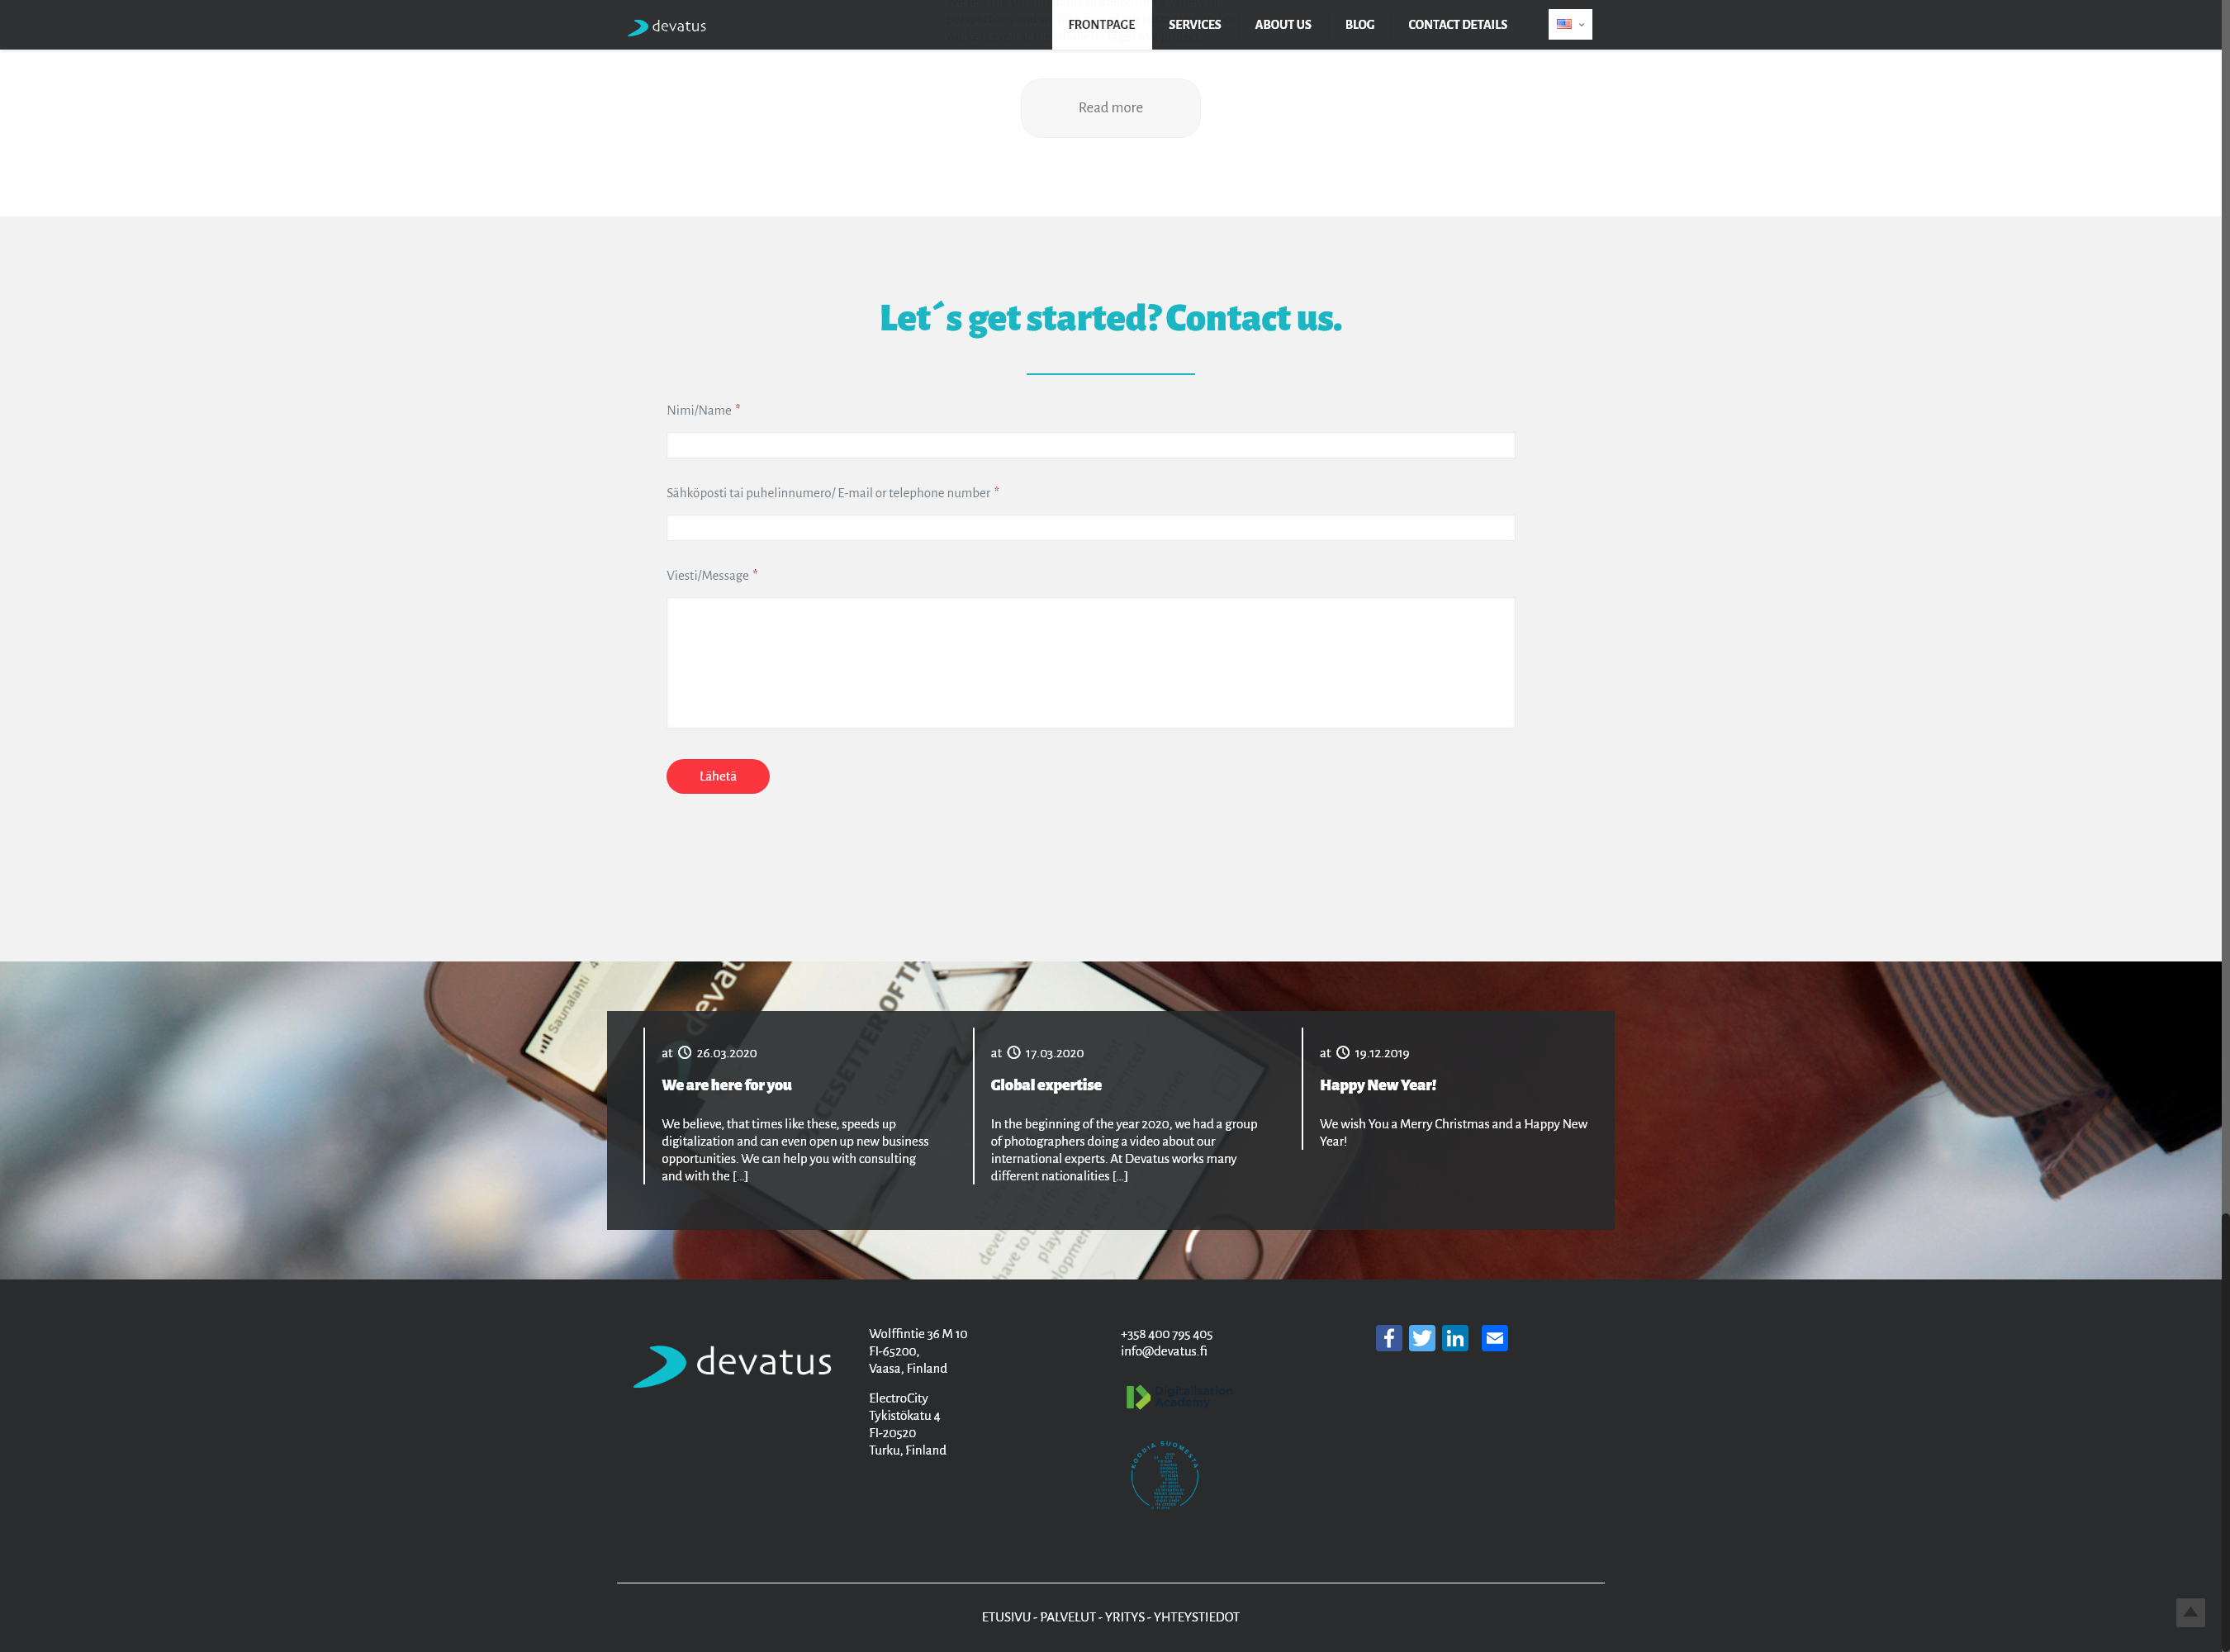 devatus
FRONTPAGE
SERVICES
ABOUT US
BLOG
CONTACT DETAILS
Read more
Let´s get started? Contact us.
Nimi/Name *
Sähköposti tai puhelinnumero/ E-mail or telephone number *
Viesti/Message *
Lähetä
Saunalahti
devatus
CESETTER OF TH
at 26.03.2020
We are here for you
We believe, that times like these, speeds up
digitalization and can even open up new business
opportunities. We can help you with consulting
and with the [...]
at 17.03.2020
Global expertise
In the beginning of the year 2020, we had a group
of photographers doing a video about our
international experts. At Devatus works many
different nationalities [...]
at 19.12.2019
Happy New Year!
We wish You a Merry Christmas and a Happy New
Year!
devatus
Wolffintie 36 M 10
FI-65200,
Vaasa, Finland
ElectroCity
Tykistökatu 4
FI-20520
Turku, Finland
+358 400 795 405
info@devatus.fi
Digitalisation
Academy
KOODIA SUOMESTA
ETUSIVU - PALVELUT - YRITYS - YHTEYSTIEDOT